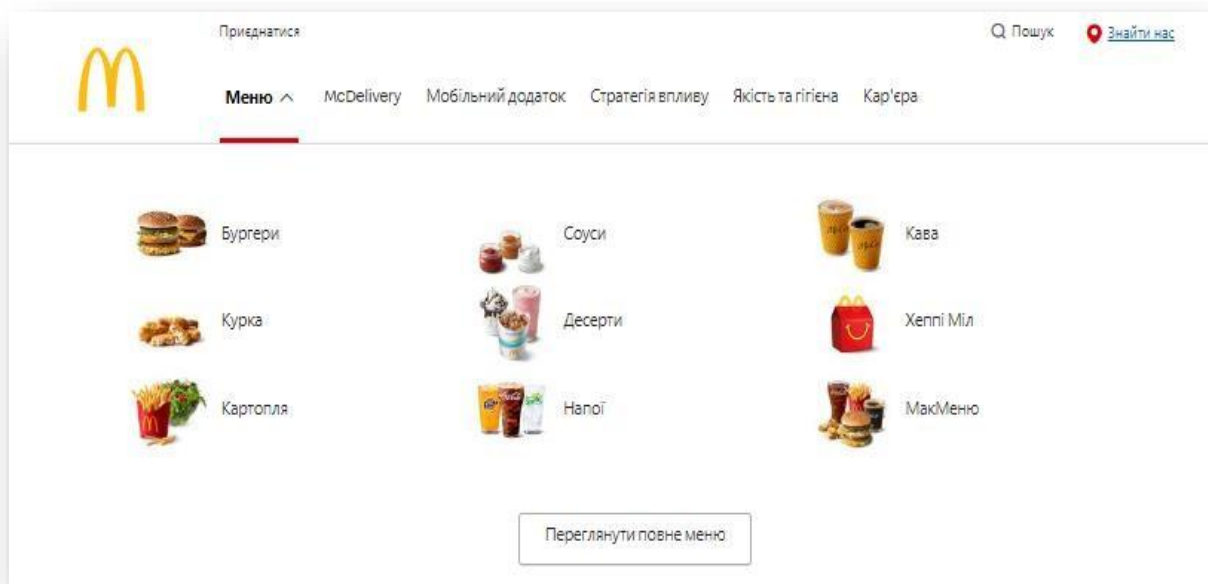 Приєднатися
Пошук
Знайти нас
Меню McDelivery Мобільний додаток Стратегія впливу Якість та гігієна Кар'єра
Бургери Соуси Кава
Курка Десерти Хеппі Міл
Картопля Напої МакМеню
Переглянути повне меню